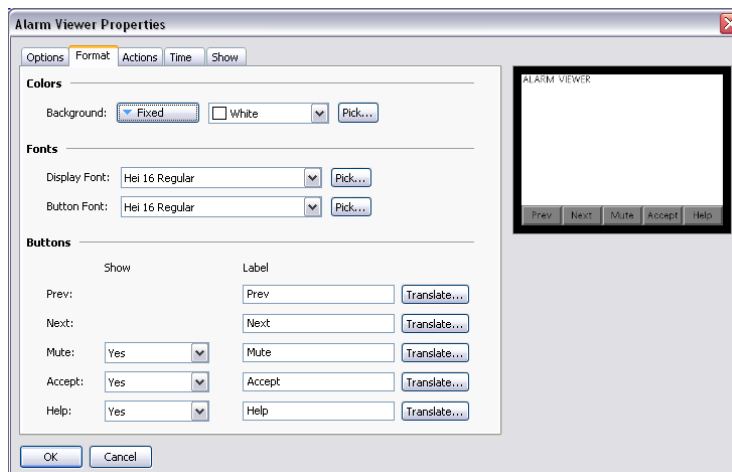 Alarm Viewer Properties
Options Format Actions Time Show
Colors
Background: Fixed White Pick...
Fonts
Display Font: Hei 16 Regular Pick...
Button Font: Hei 16 Regular Pick...
Buttons
Show Label
Prev: Prev Translate...
Next: Next Translate...
Mute: Yes Mute Translate...
Accept: Yes Accept Translate...
Help: Yes Help Translate...
OK Cancel
ALARM VIEWER
Prev Next Mute Accept Help